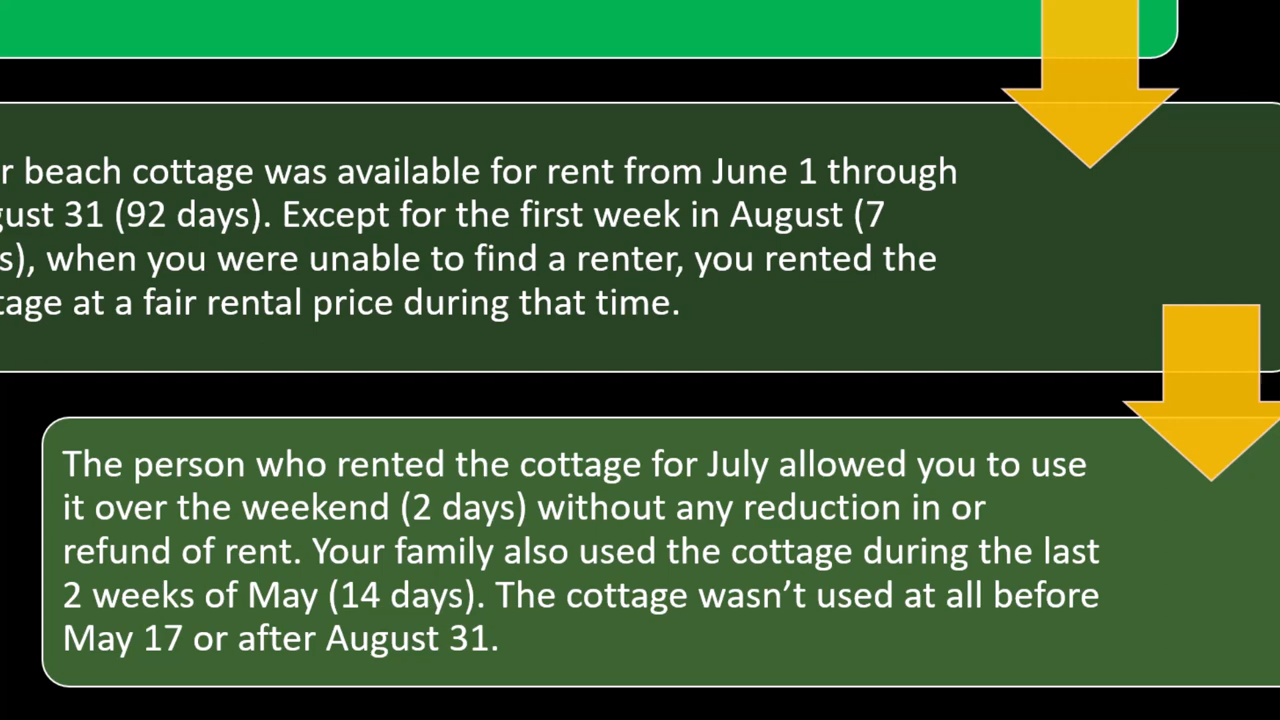 r beach cottage was available for rent from June 1 through
gust 31 (92 days). Except for the first week in August (7
s), when you were unable to find a renter, you rented the
tage at a fair rental price during that time.
The person who rented the cottage for July allowed you to use
it over the weekend (2 days) without any reduction in or
refund of rent. Your family also used the cottage during the last
2 weeks of May (14 days). The cottage wasn’t used at all before
May 17 or after August 31.